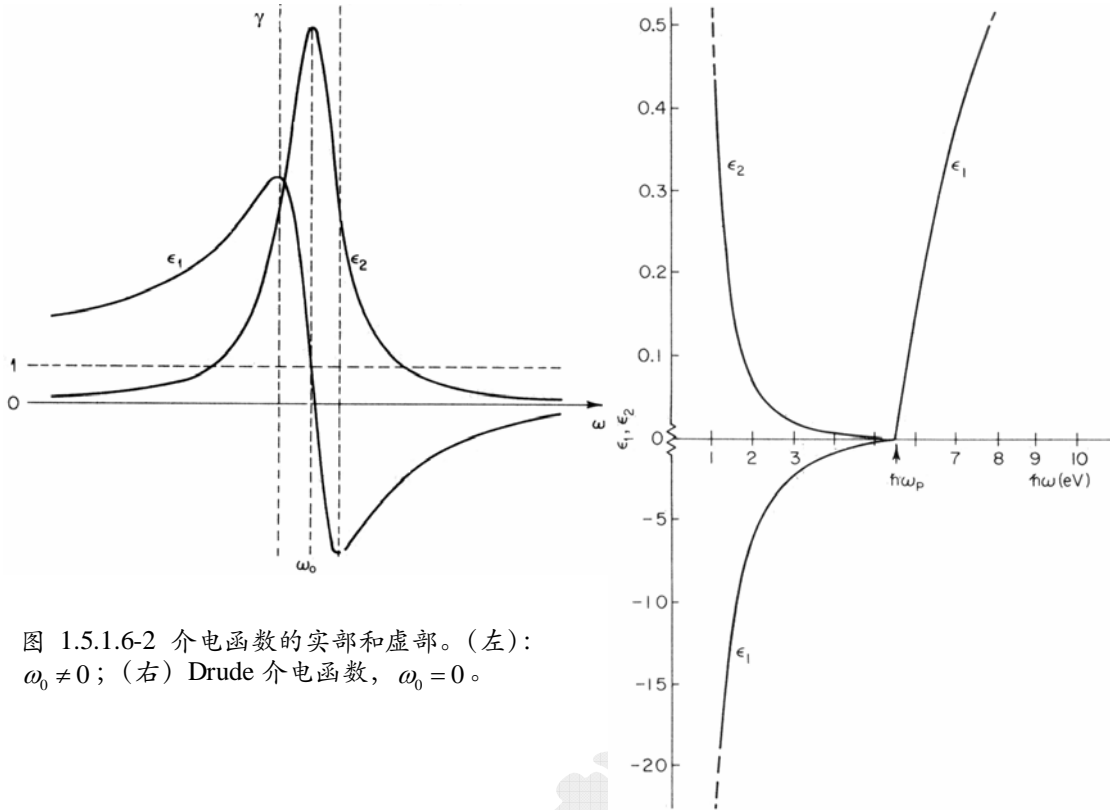 γ
ϵ₁
ϵ₂
1
0
ω
ω₀
图 1.5.1.6-2 介电函数的实部和虚部。(左):
ω₀ ≠ 0;(右)Drude 介电函数, ω₀ = 0。
0.5
0.4
0.3
0.2
0.1
0
-5
-10
-15
-20
ϵ₁, ϵ₂
ϵ₂
ϵ₁
ϵ₁
1 2 3 4 5 7 8 9 10
ħωₚ
ħω(eV)